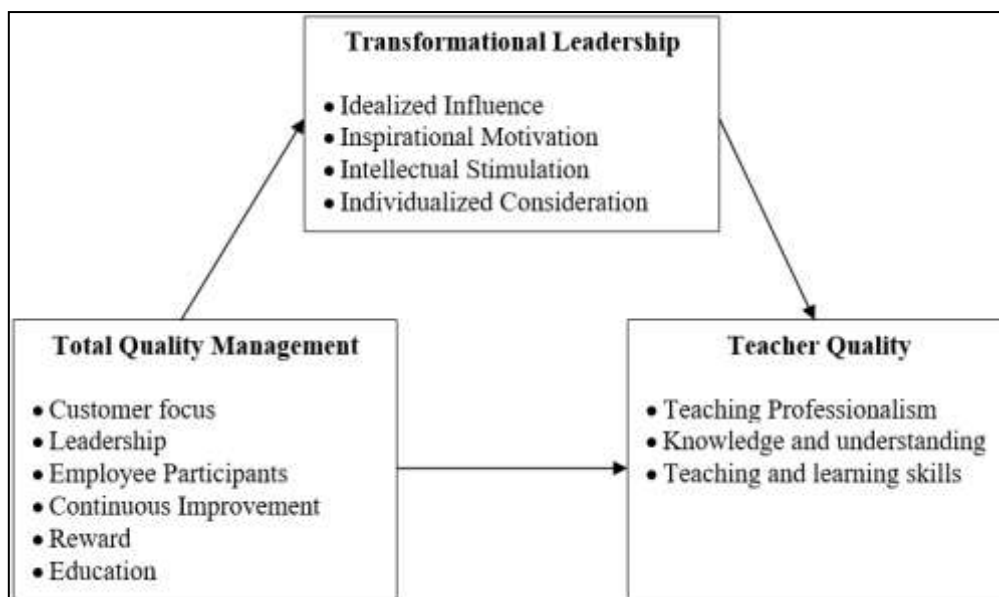 Transformational Leadership
• Idealized Influence
• Inspirational Motivation
• Intellectual Stimulation
• Individualized Consideration
Total Quality Management
• Customer focus
• Leadership
• Employee Participants
• Continuous Improvement
• Reward
• Education
Teacher Quality
• Teaching Professionalism
• Knowledge and understanding
• Teaching and learning skills